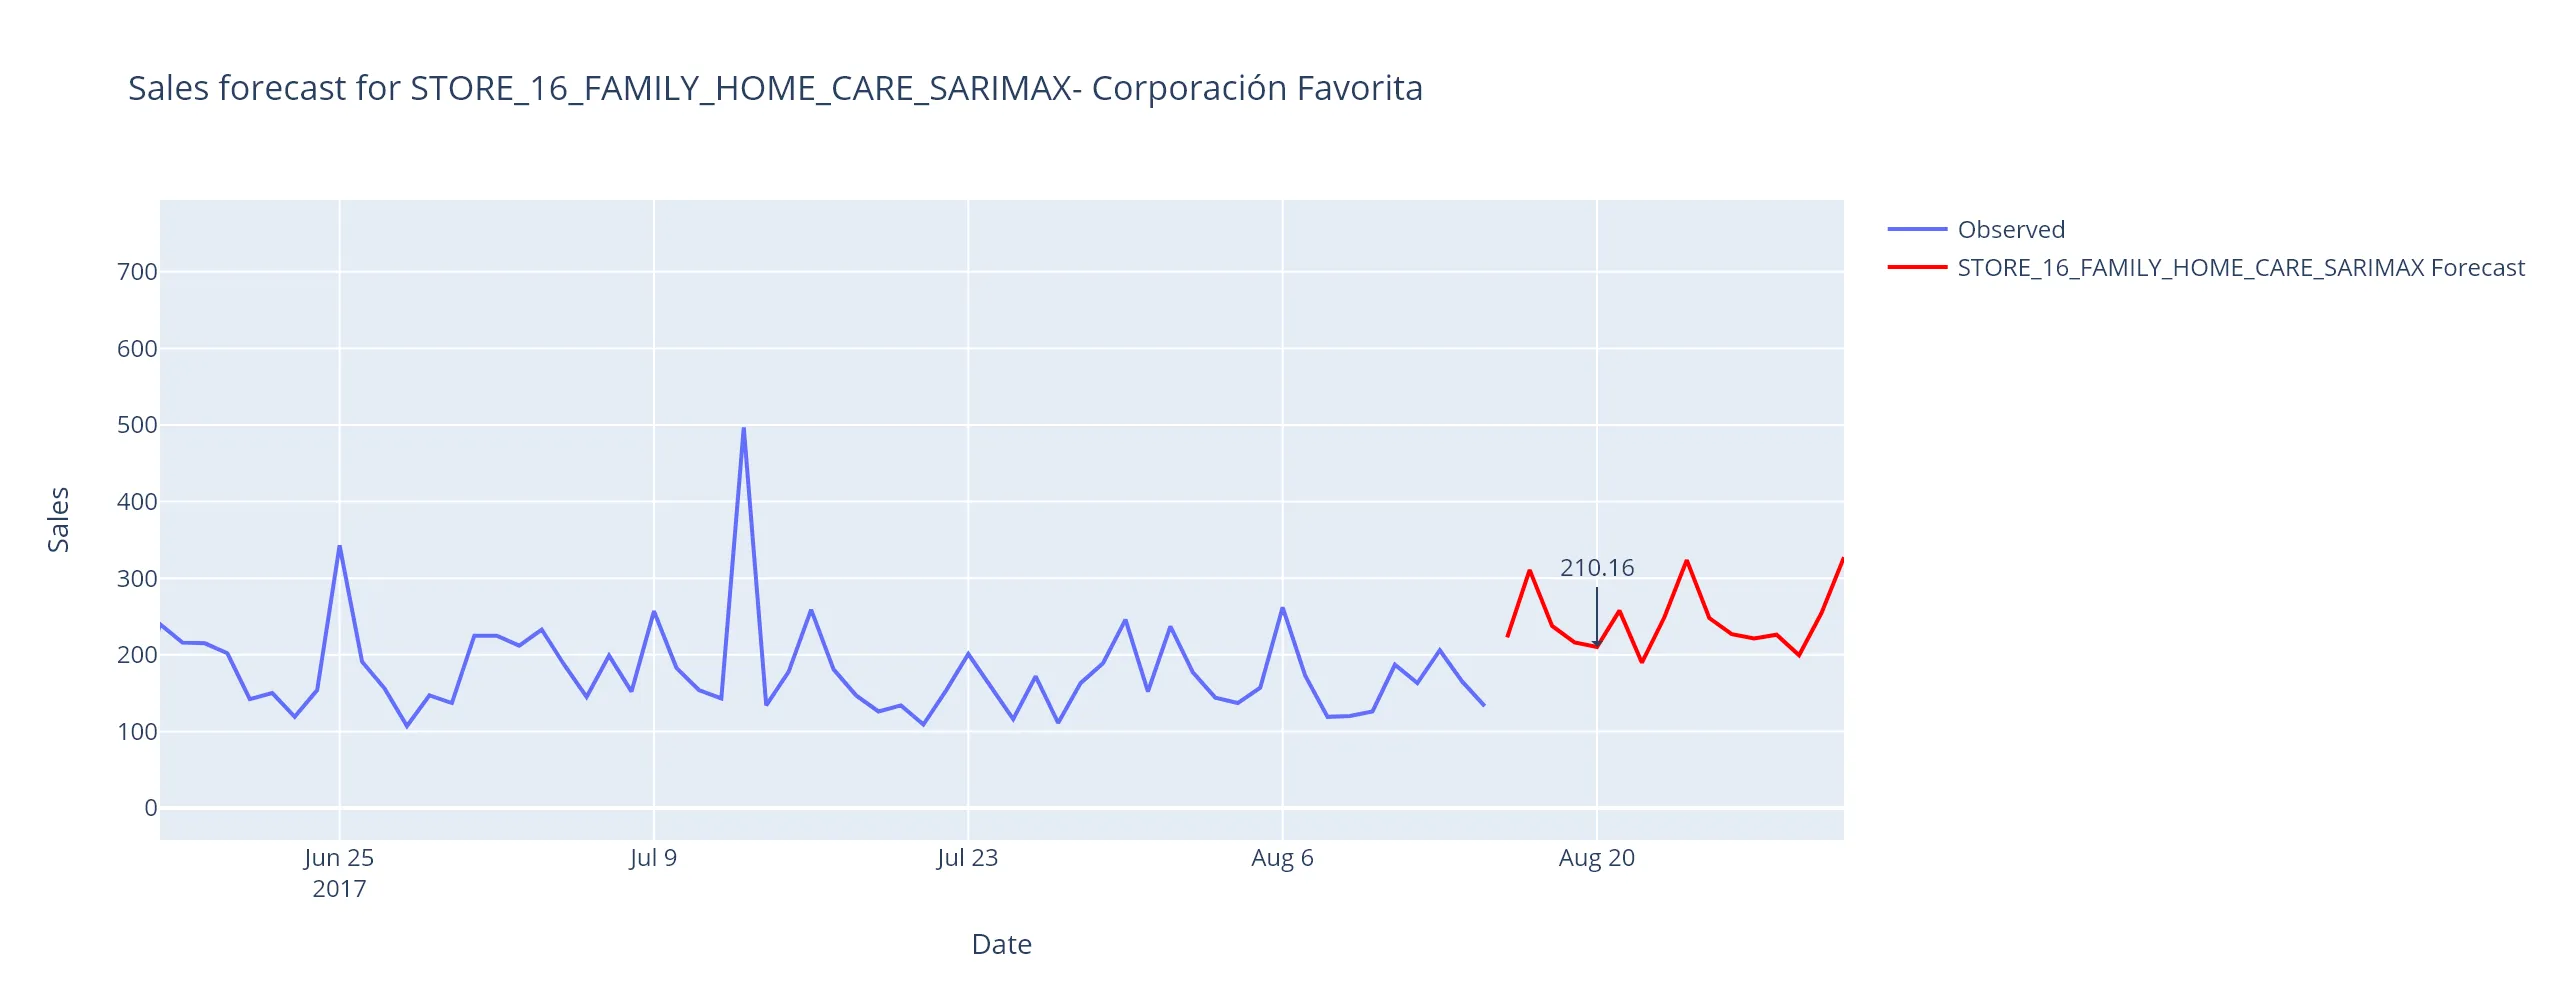 Sales forecast for STORE_16_FAMILY_HOME_CARE_SARIMAX- Corporación Favorita
Observed
STORE_16_FAMILY_HOME_CARE_SARIMAX Forecast
700
600
500
400
300
200
100
0
Sales
210.16
Jun 25
2017
Jul 9
Jul 23
Aug 6
Aug 20
Date